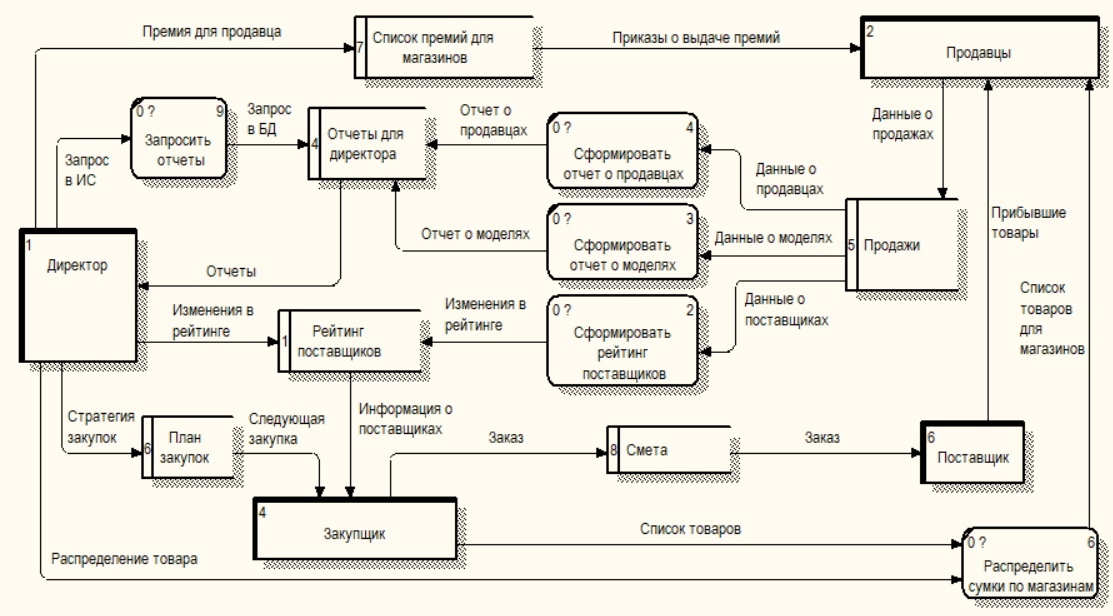 Премия для продавца
7
Список премий для
магазинов
Приказы о выдаче премий
2
Продавцы
0 ?
9
Запросить
отчеты
Запрос
в БД
Запрос
в ИС
4
Отчеты для
директора
Отчет о
продавцах
0 ?
4
Сформировать
отчет о продавцах
Данные о
продавцах
Данные о
продажах
1
Директор
Отчеты
Отчет о моделях
0 ?
3
Сформировать
отчет о моделях
Данные о моделях
5
Продажи
Прибывшие
товары
Изменения в
рейтинге
1
Рейтинг
поставщиков
Изменения в
рейтинге
0 ?
2
Сформировать
рейтинг
поставщиков
Данные о
поставщиках
Список
товаров
для
магазинов
Стратегия
закупок
6
План
закупок
Следующая
закупка
Информация о
поставщиках
Заказ
8
Смета
Заказ
6
Поставщик
4
Закупщик
Список товаров
Распределение товара
0 ?
6
Распределить
сумки по магазинам